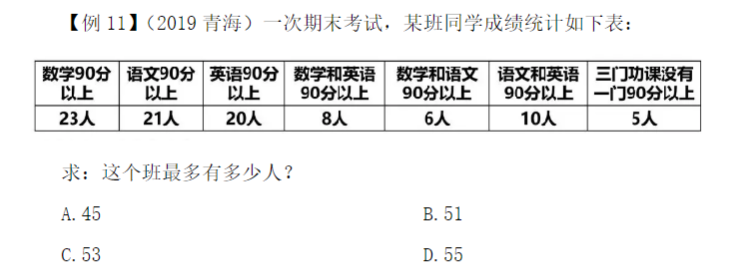 【例 11】（2019 青海）一次期末考试，某班同学成绩统计如下表：
数学90分以上 语文90分以上 英语90分以上 数学和英语90分以上 数学和语文90分以上 语文和英语90分以上 三门功课没有一门90分以上
23人 21人 20人 8人 6人 10人 5人
求：这个班最多有多少人？
A. 45 B. 51
C. 53 D. 55